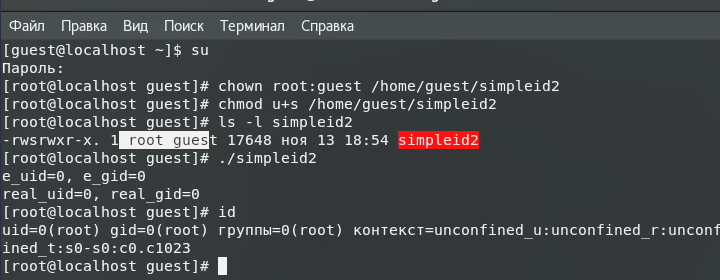 Файл Правка Вид Поиск Терминал Справка
[guest@localhost ~]$ su
Пароль:
[root@localhost guest]# chown root:guest /home/guest/simpleid2
[root@localhost guest]# chmod u+s /home/guest/simpleid2
[root@localhost guest]# ls -l simpleid2
-rwsrwxr-x. 1 root guest 17648 ноя 13 18:54 simpleid2
[root@localhost guest]# ./simpleid2
e_uid=0, e_gid=0
real_uid=0, real_gid=0
[root@localhost guest]# id
uid=0(root) gid=0(root) группы=0(root) контекст=unconfined_u:unconfined_r:unconf
ined_t:s0-s0:c0.c1023
[root@localhost guest]#